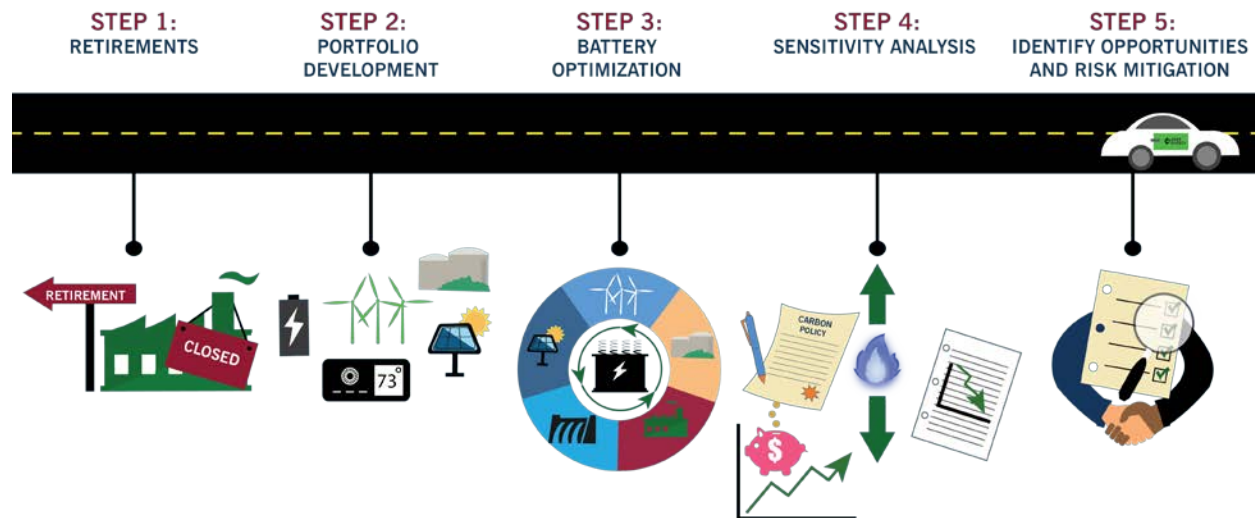 STEP 1:
RETIREMENTS
STEP 2:
PORTFOLIO
DEVELOPMENT
STEP 3:
BATTERY
OPTIMIZATION
STEP 4:
SENSITIVITY ANALYSIS
STEP 5:
IDENTIFY OPPORTUNITIES
AND RISK MITIGATION
RETIREMENT
CLOSED
73°
CARBON
POLICY
$